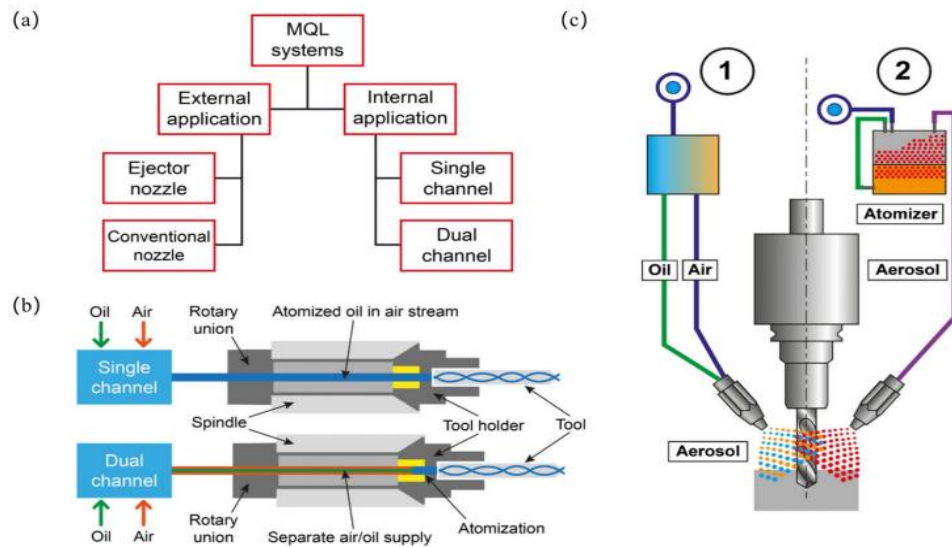 (a)
MQL
systems
External
application
Internal
application
Ejector
nozzle
Single
channel
Conventional
nozzle
Dual
channel
(b)
Oil
Air
Single
channel
Rotary
union
Atomized oil in air stream
Spindle
Tool holder
Tool
Dual
channel
Oil
Air
Rotary
union
Separate air/oil supply
Atomization
(c)
1
2
Atomizer
Oil
Air
Aerosol
Aerosol